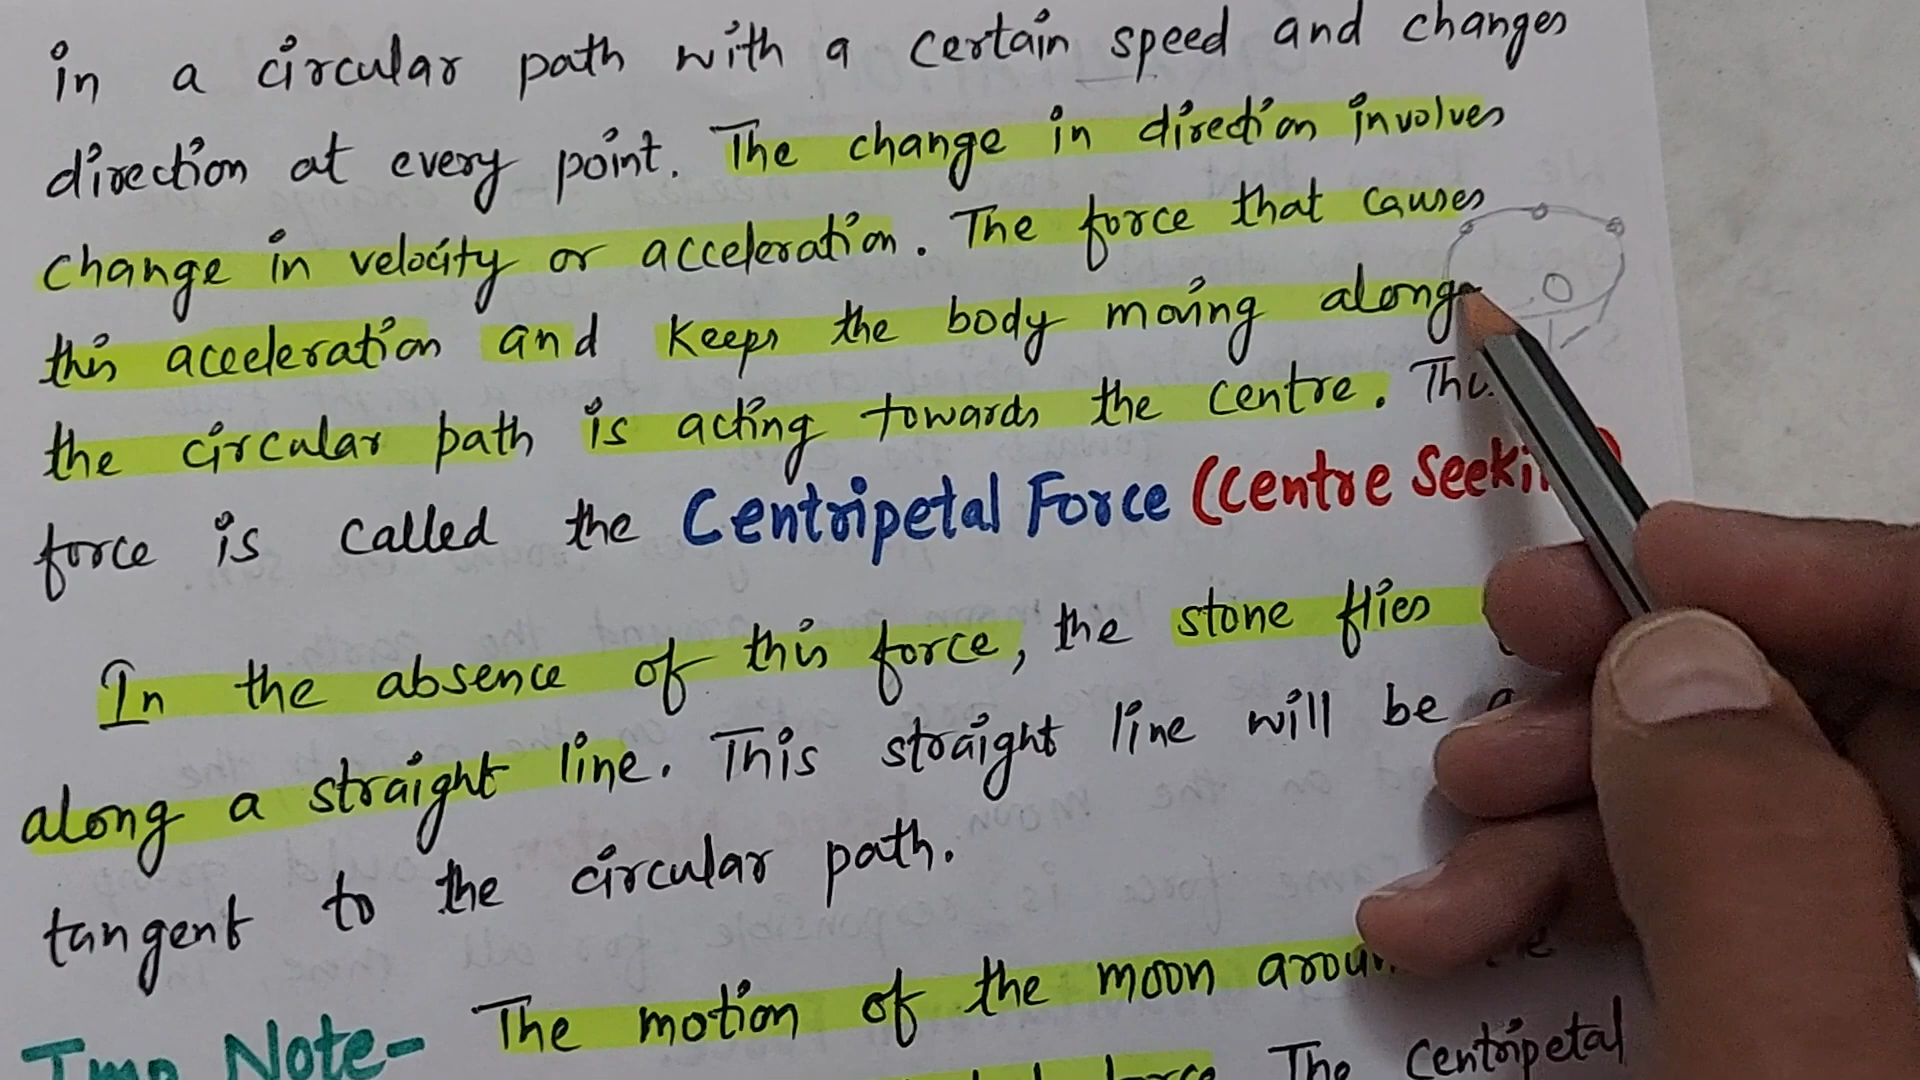 in a circular path with a certain speed and changes
direction at every point. The change in direction involves
change in velocity or acceleration. The force that causes
this acceleration and keeps the body moving along
the circular path is acting towards the centre.
force is called the Centripetal Force (Centre
In the absence of this force, the stone flies
along a straight line. This straight line will be a
tangent to the circular path.
Imp Note- The motion of the moon
force The Centripetal